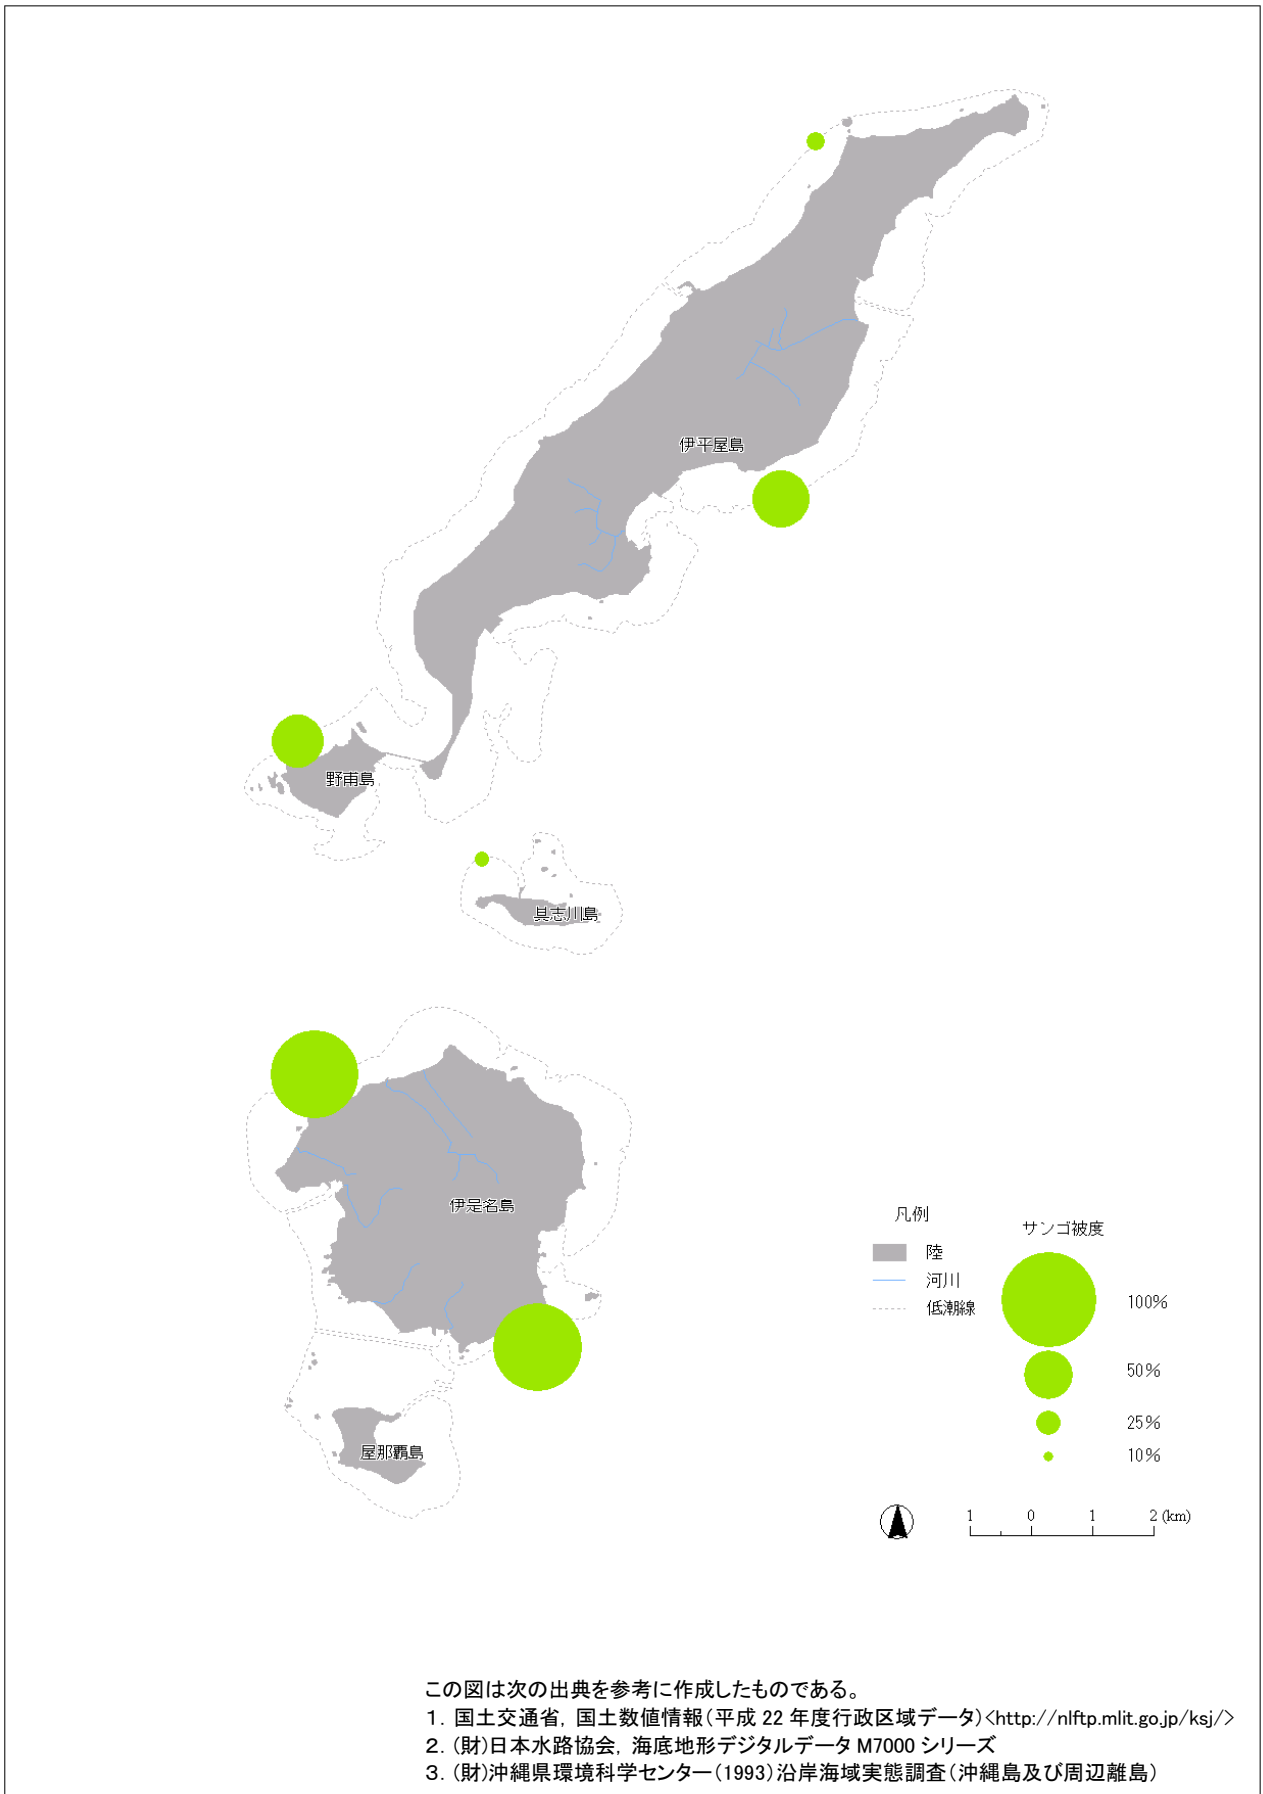 伊平屋島
野甫島
具志川島
伊是名島
屋那覇島
凡例
陸
河川
低潮線
サンゴ被度
100%
50%
25%
10%
1 0 1 2 (km)
この図は次の出典を参考に作成したものである。
1. 国土交通省, 国土数値情報(平成 22 年度行政区域データ)<http://nlftp.mlit.go.jp/ksj/>
2. (財)日本水路協会, 海底地形デジタルデータ M7000 シリーズ
3. (財)沖縄県環境科学センター(1993)沿岸海域実態調査(沖縄島及び周辺離島)